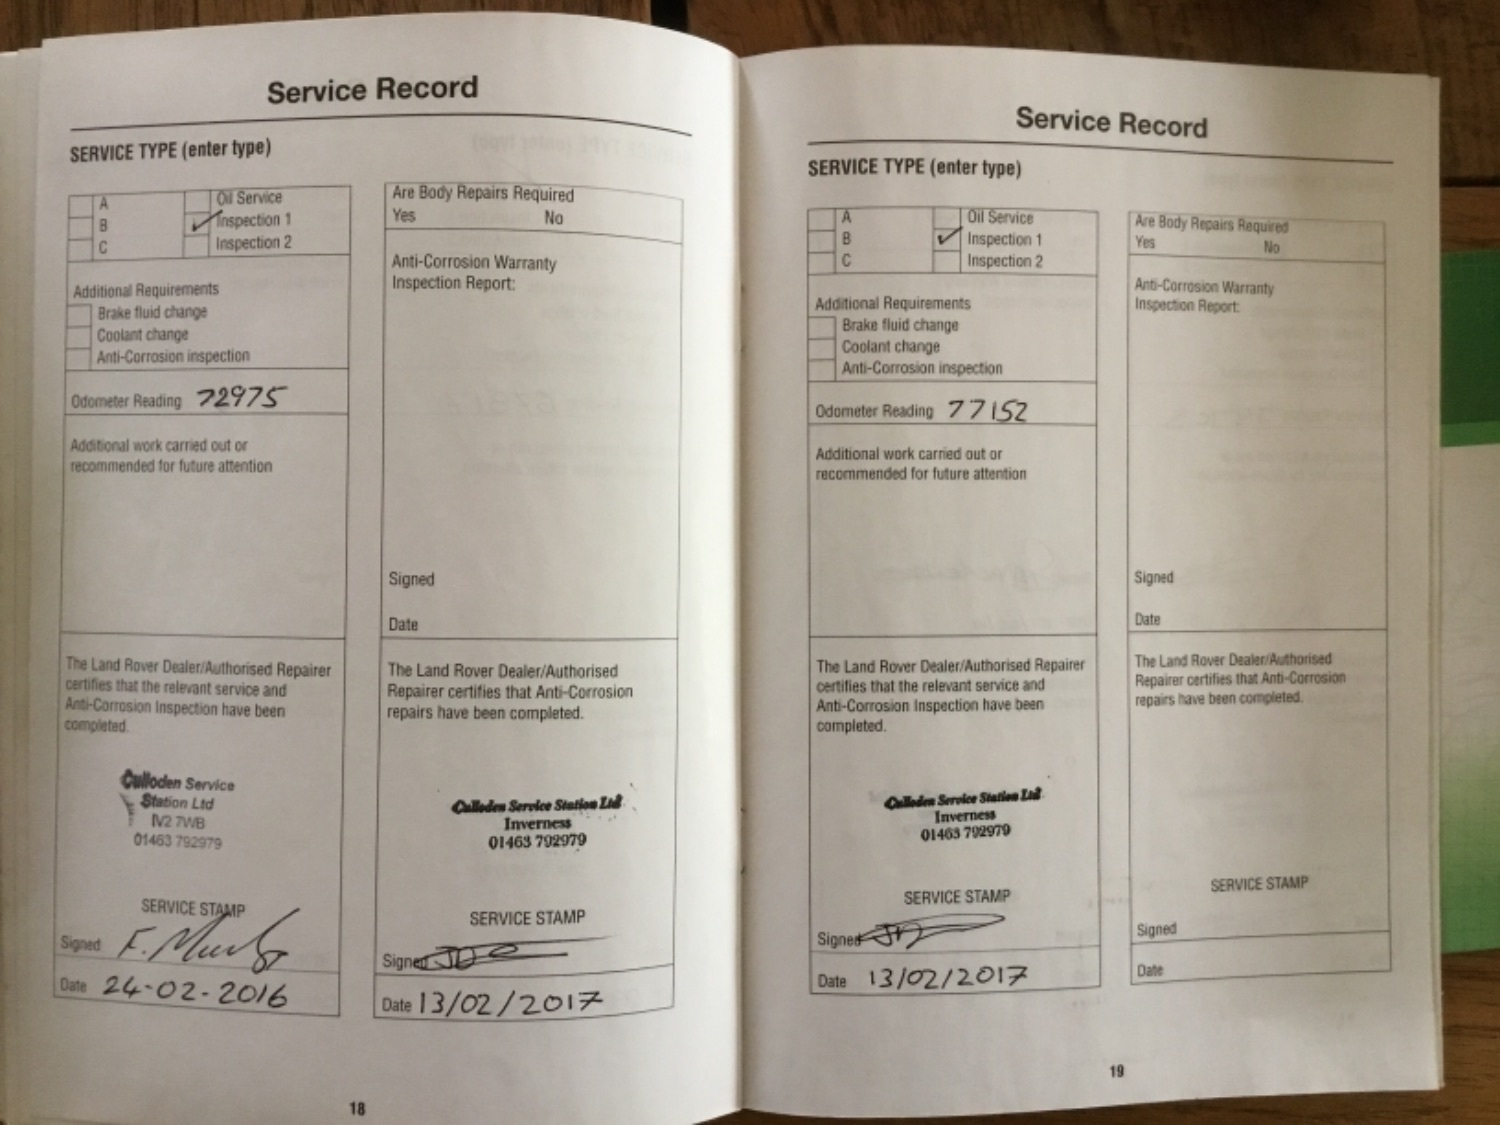 Service Record
SERVICE TYPE (enter type)
A
B
C
Oil Service
Inspection 1
Inspection 2
Additional Requirements
Brake fluid change
Coolant change
Anti-Corrosion inspection
Odometer Reading 72975
Additional work carried out or
recommended for future attention
The Land Rover Dealer/Authorised Repairer
certifies that the relevant service and
Anti-Corrosion Inspection have been
completed.
Culloden Service
Station Ltd
IV2 7WB
01463 792979
SERVICE STAMP
Signed
Date 24-02-2016
Are Body Repairs Required
Yes No
Anti-Corrosion Warranty
Inspection Report:
Signed
Date
The Land Rover Dealer/Authorised
Repairer certifies that Anti-Corrosion
repairs have been completed.
Culloden Service Station Ltd
Inverness
01463 792979
SERVICE STAMP
Signed
Date 13/02/2017
18
Service Record
SERVICE TYPE (enter type)
A
B
C
Oil Service
Inspection 1
Inspection 2
Additional Requirements
Brake fluid change
Coolant change
Anti-Corrosion inspection
Odometer Reading 77152
Additional work carried out or
recommended for future attention
The Land Rover Dealer/Authorised Repairer
certifies that the relevant service and
Anti-Corrosion Inspection have been
completed.
Culloden Service Station Ltd
Inverness
01463 792979
SERVICE STAMP
Signed
Date 13/02/2017
Are Body Repairs Required
Yes No
Anti-Corrosion Warranty
Inspection Report:
Signed
Date
The Land Rover Dealer/Authorised
Repairer certifies that Anti-Corrosion
repairs have been completed.
SERVICE STAMP
Signed
Date
19